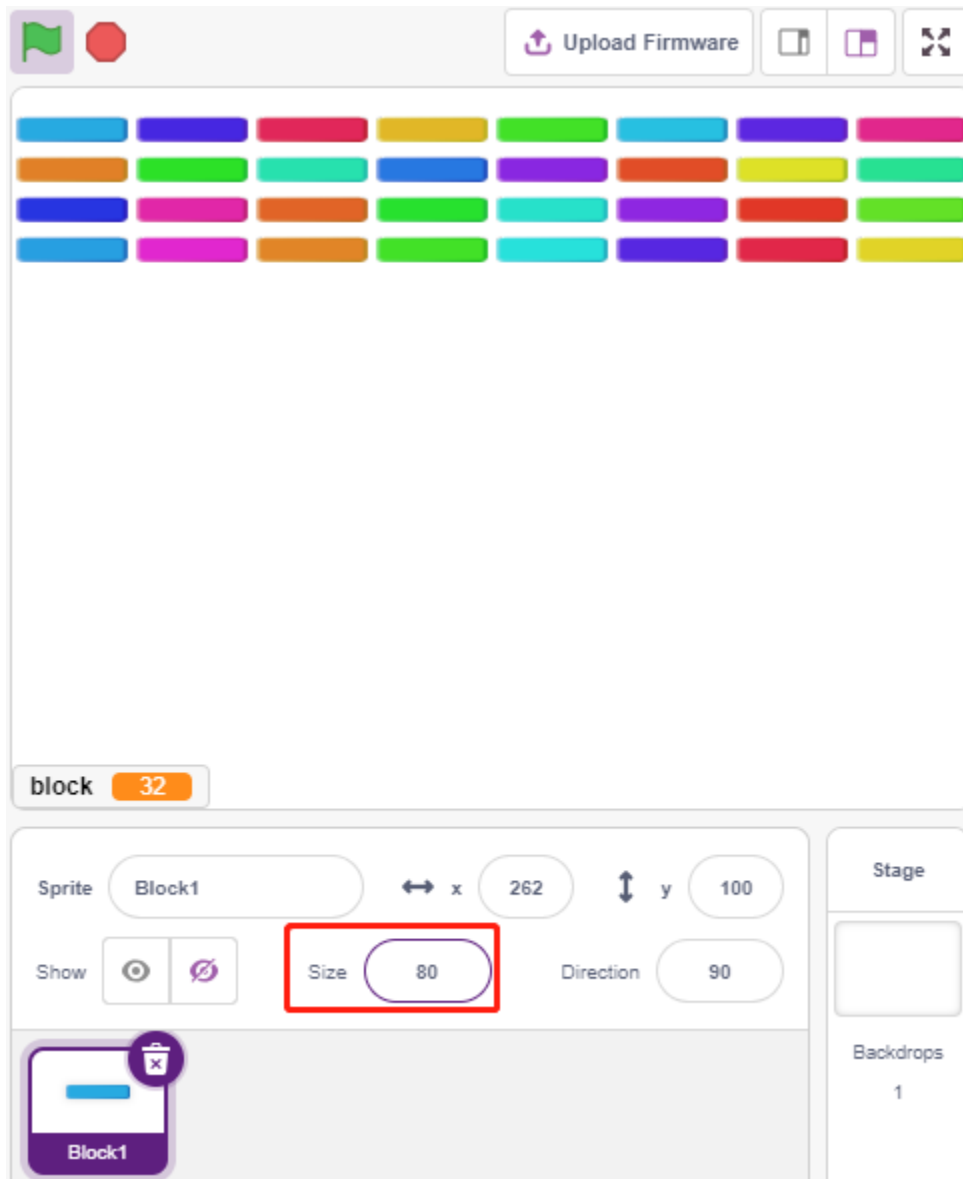 Upload Firmware
block 32
Sprite Block1 x 262 y 100
Show Size 80 Direction 90
Stage
Backdrops
1
Block1